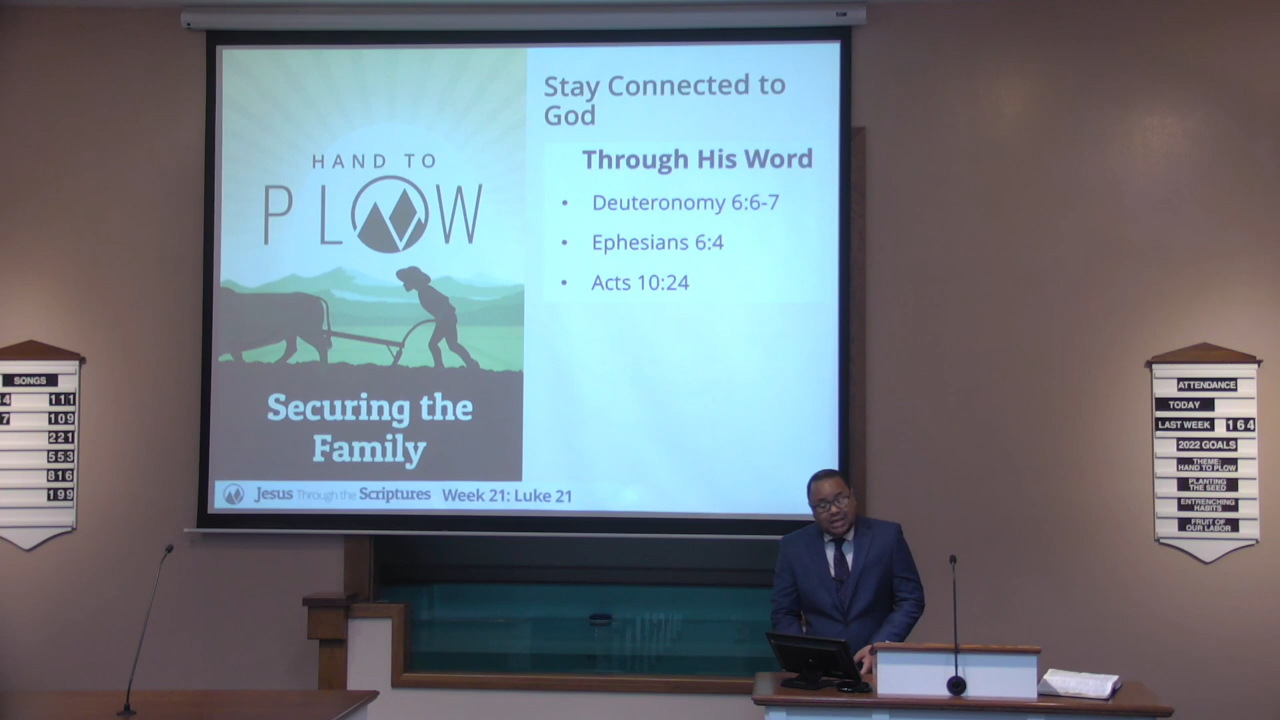 HAND TO
PLOW
Securing the
Family
Stay Connected to
God
Through His Word
• Deuteronomy 6:6-7
• Ephesians 6:4
• Acts 10:24
Jesus Through the Scriptures Week 21: Luke 21
SONGS
4 111
7 109
221
553
816
199
ATTENDANCE
TODAY
LAST WEEK 164
2022 GOALS
THEME:
HAND TO PLOW
PLANTING
THE SEED
ENTRENCHING
HABITS
FRUIT OF
OUR LABOR